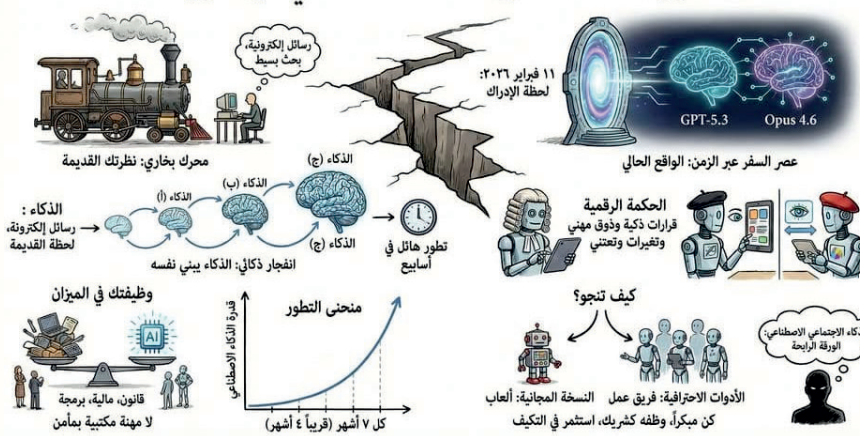 رسائل إلكترونية،
بحث بسيط
محرك بخاري: نظرتك القديمة
١١ فبراير ٢٠٢٦:
لحظة الإدراك
GPT-5.3
Opus 4.6
عصر السفر عبر الزمن: الواقع الحالي
الذكاء :
رسائل إلكترونة،
لحظة القديمة
الذكاء (أ)
الذكاء (ب)
الذكاء (ج)
الذكاء (ج)
تطور هائل في
أسابيع
انفجار ذكائي: الذكاء يبني نفسه
الحكمة الرقمية
قرارات ذكية وذوق مهني
وتغيرات وتعتني
وظيفتك في الميزان
AI
قانون، مالية، برمجة
لا مهنة مكتبية بمأمن
منحنى التطور
قدرة الذكاء الاصطناعي
كل ٧ أشهر (قريباً ٤ أشهر)
كيف تنجو؟
النسخة المجانية: ألعاب
الأدوات الاحترافية: فريق عمل
كن مبكراً، وظفه كشريك، استثمر في التكيف
ذكاء الاجتماعي الاصطناعي:
الورقة الرابحة